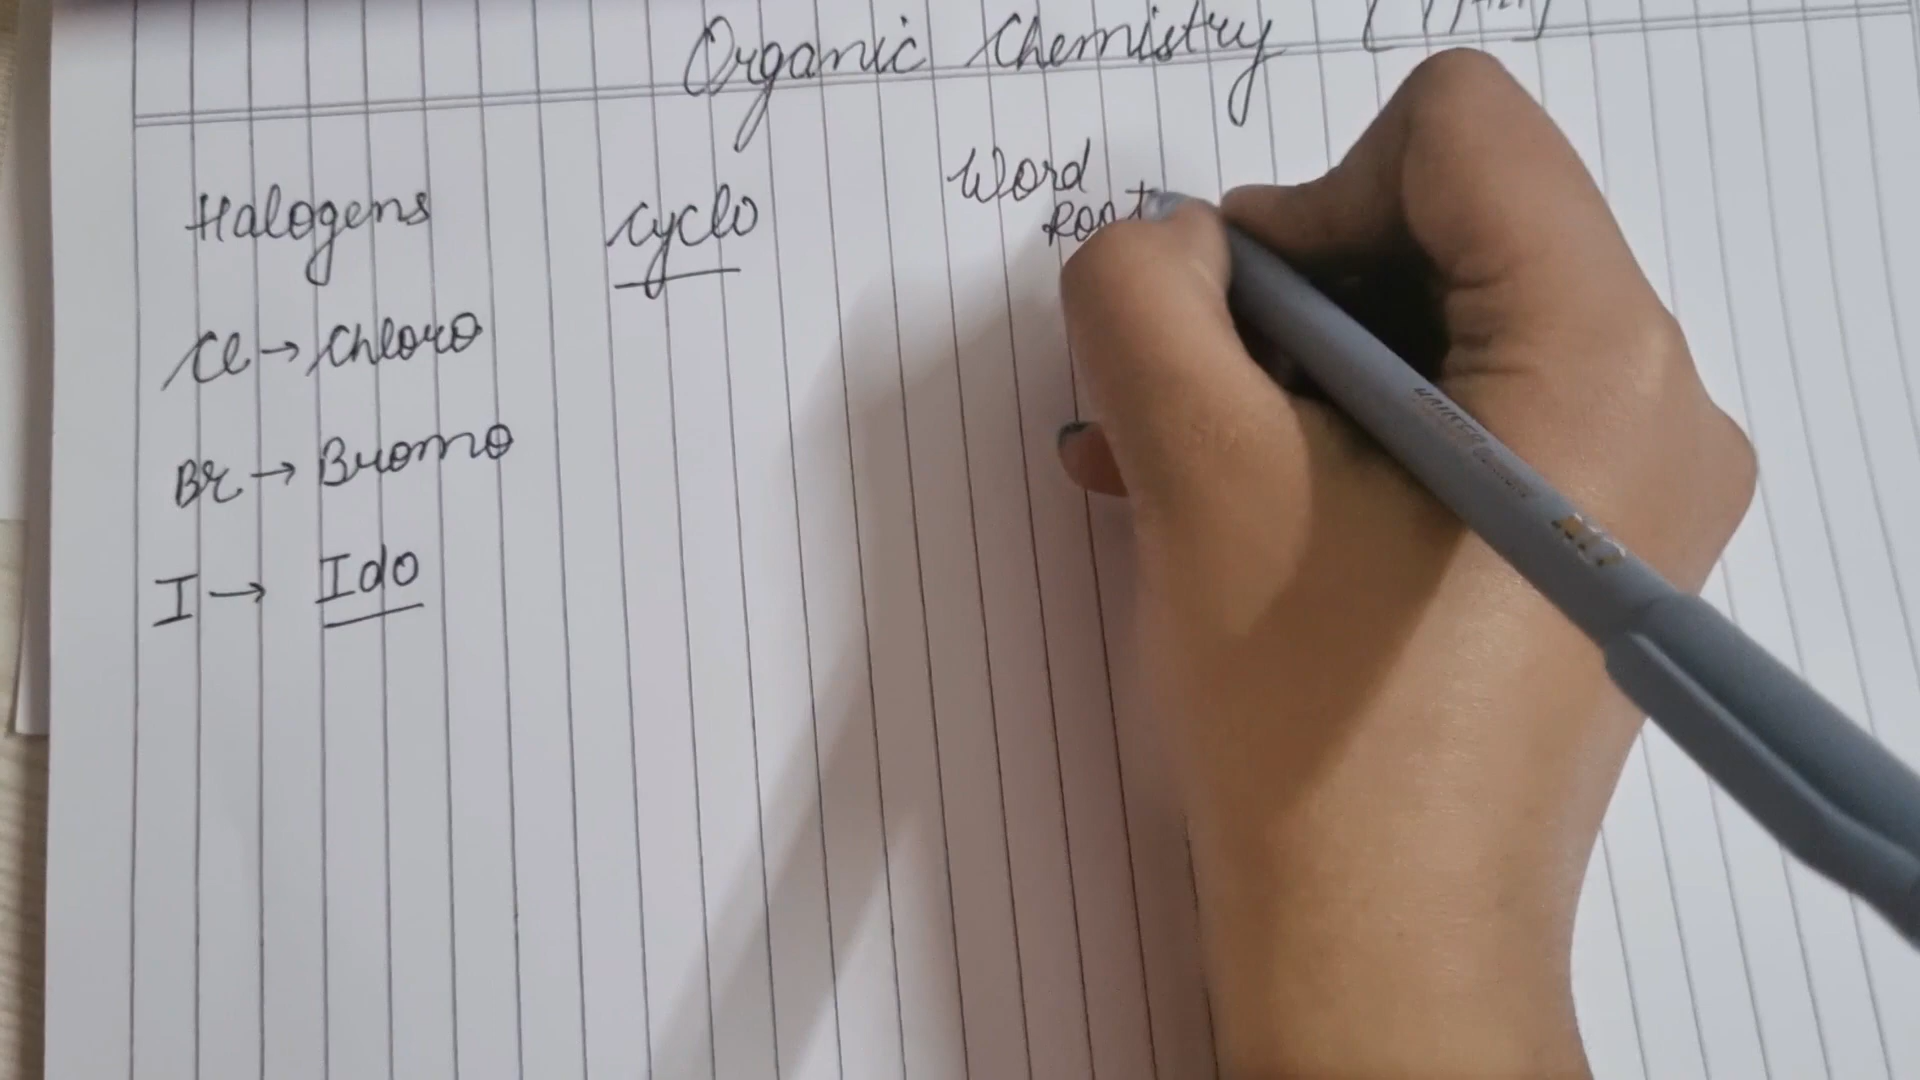 Organic Chemistry
Halogens
Cyclo
Word
Root
Cl → Chloro
Br → Bromo
I → Ido